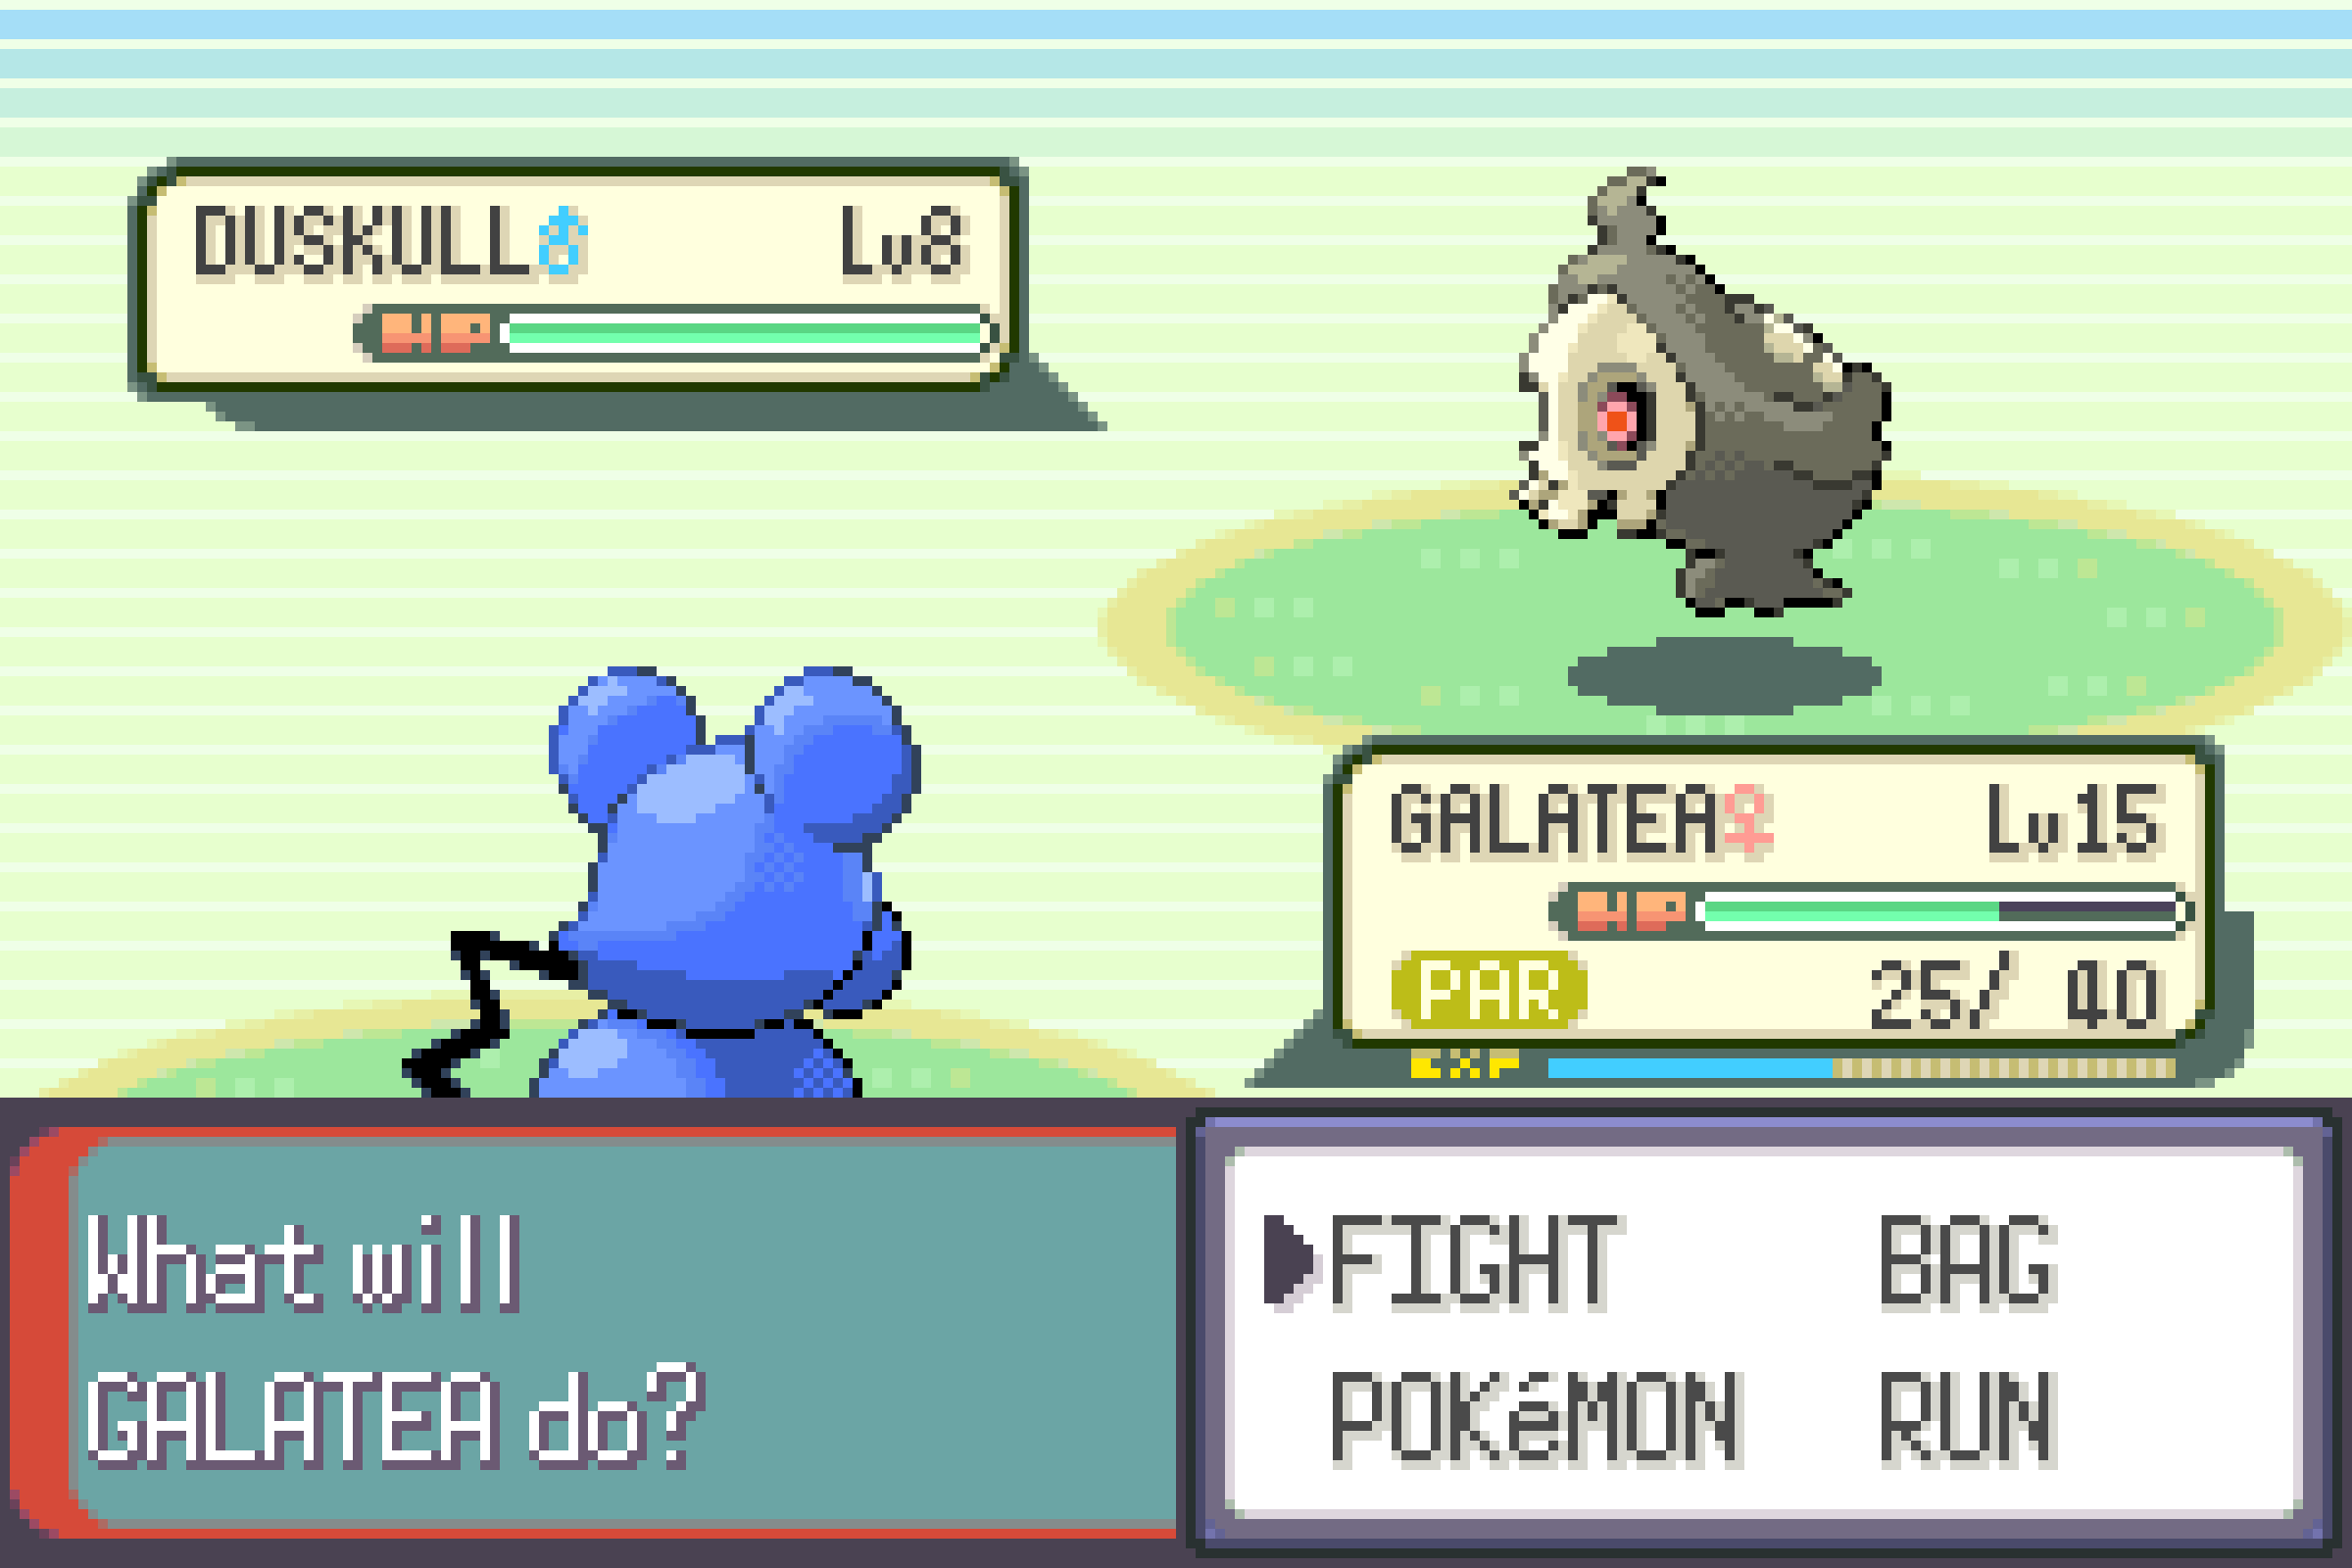 DUSKULL♂ Lv8
HP
GALATEA♀ Lv15
HP
PAR 25/ 40
EXP
What will
GALATEA do?
▶FIGHT BAG
POKéMON RUN